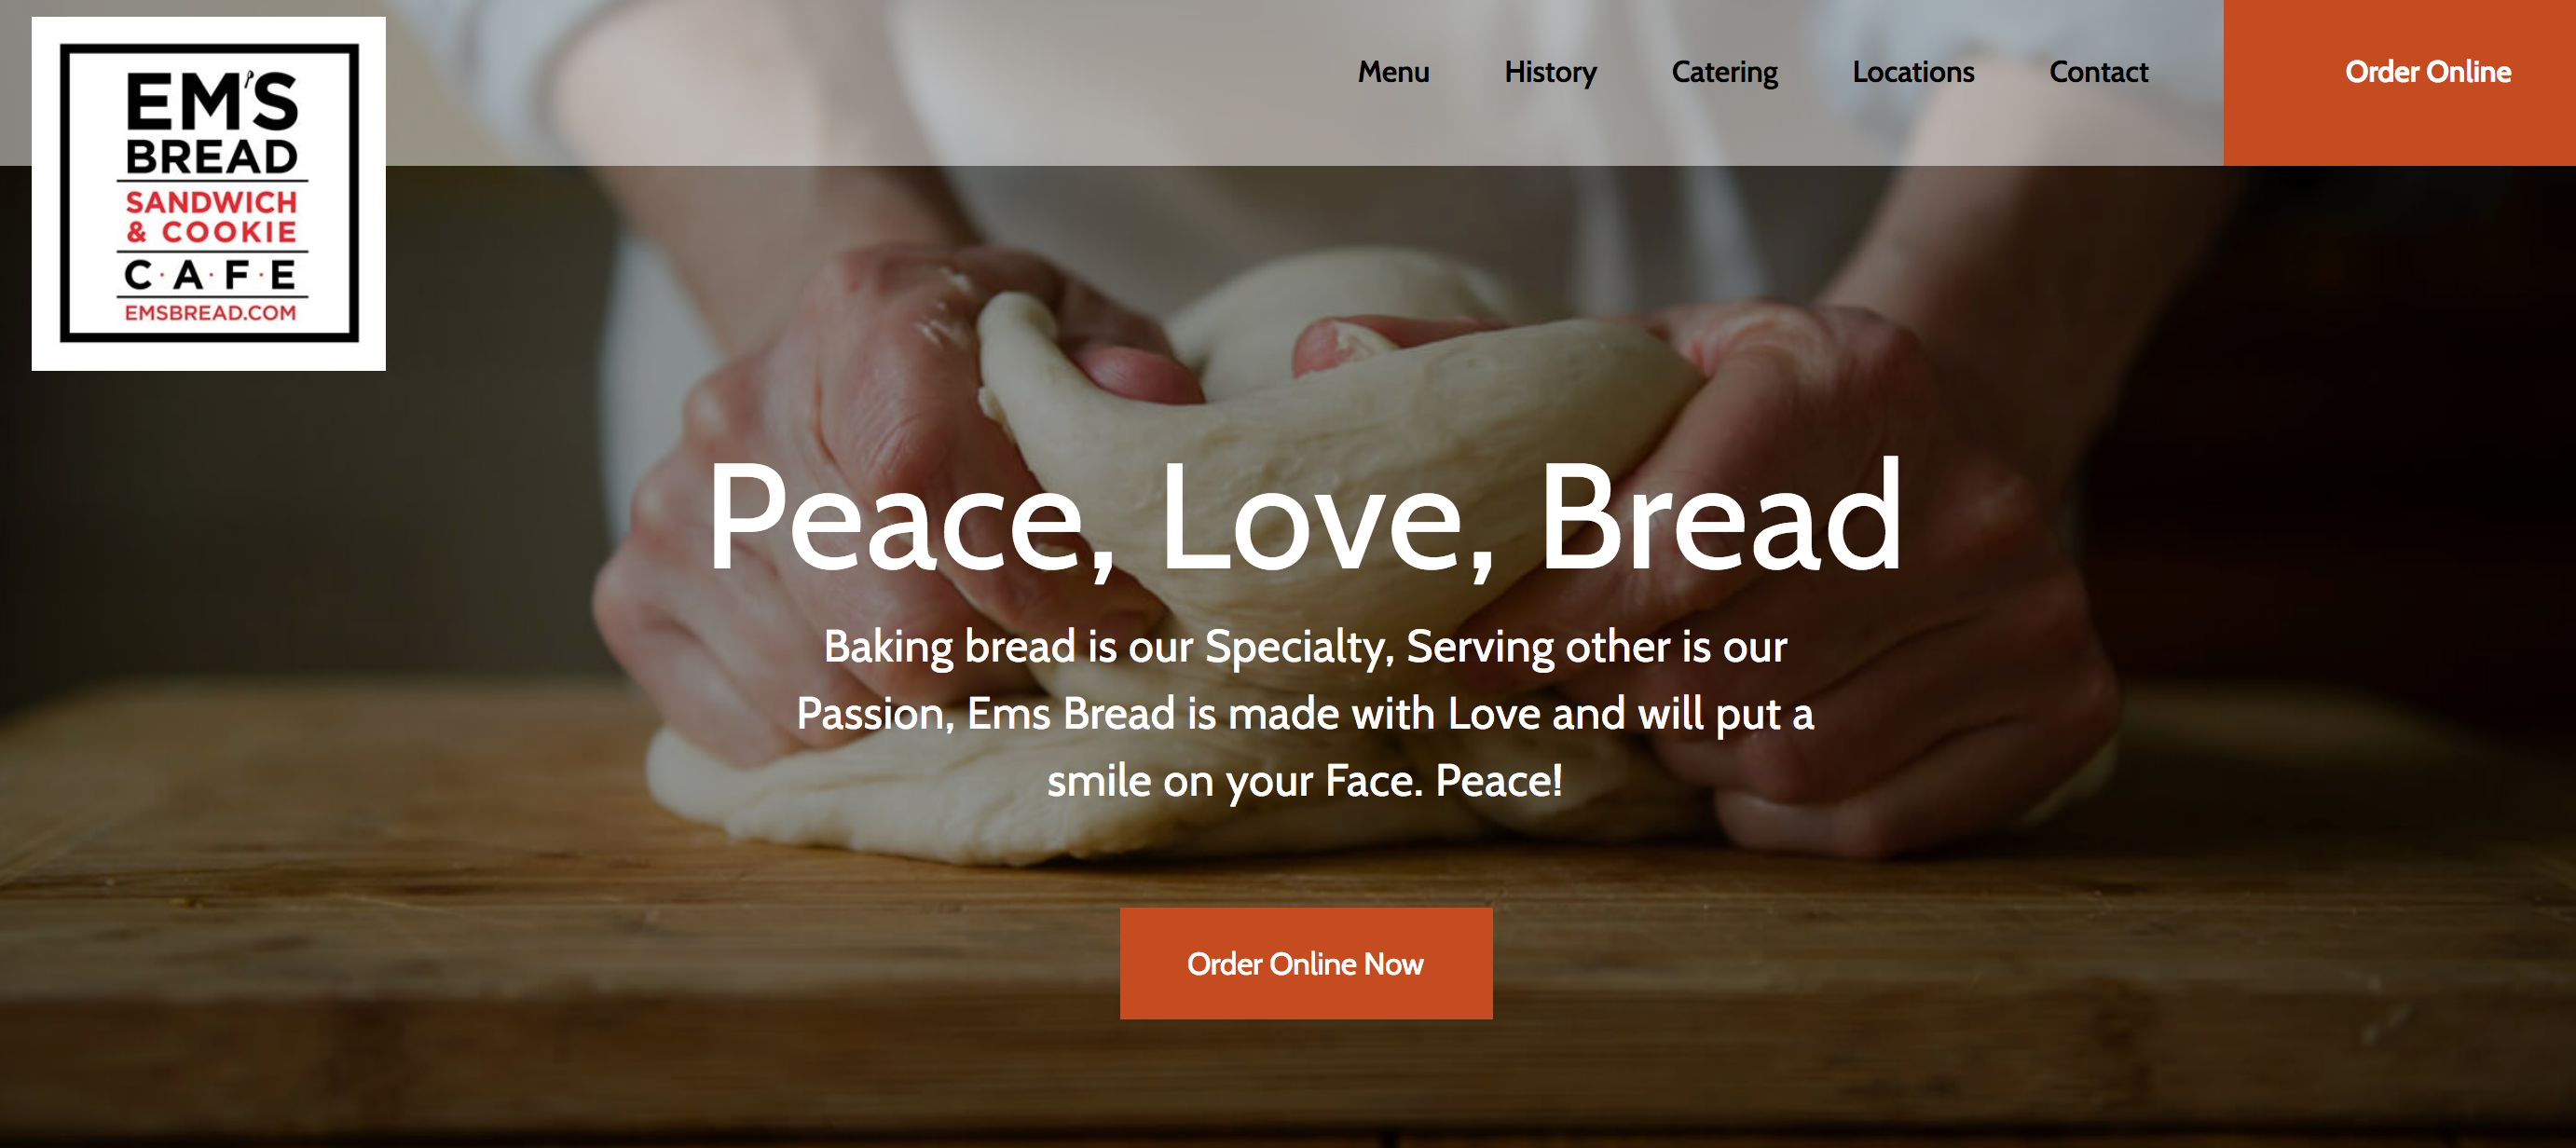 EM'S
BREAD
SANDWICH
& COOKIE
C·A·F·E
EMSBREAD.COM
Menu History Catering Locations Contact Order Online
Peace, Love, Bread
Baking bread is our Specialty, Serving other is our
Passion, Ems Bread is made with Love and will put a
smile on your Face. Peace!
Order Online Now